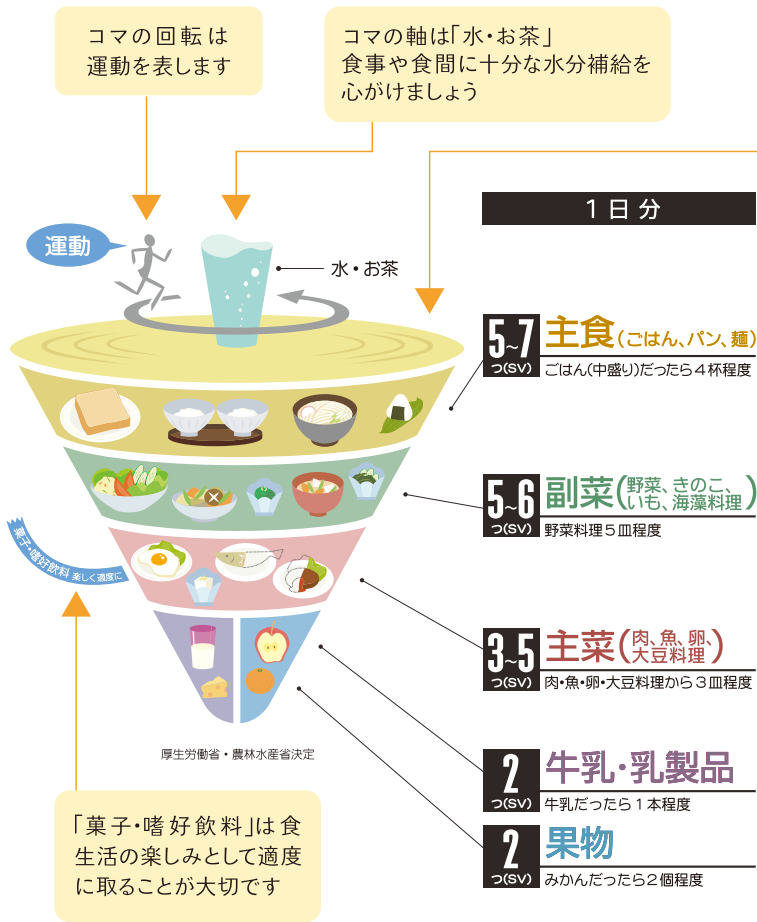 コマの回転は
運動を表します
コマの軸は「水・お茶」
食事や食間に十分な水分補給を
心がけましょう
1日分
運動
水・お茶
5~7
つ(SV)
主食(ごはん、パン、麺)
ごはん(中盛り)だったら4杯程度
5~6
つ(SV)
副菜(野菜、きのこ、
いも、海藻料理)
野菜料理5皿程度
菓子・嗜好飲料 楽しく適度に
3~5
つ(SV)
主菜(肉、魚、卵、
大豆料理)
肉・魚・卵・大豆料理から3皿程度
2
つ(SV)
牛乳・乳製品
牛乳だったら1本程度
2
つ(SV)
果物
みかんだったら2個程度
厚生労働省・農林水産省決定
「菓子・嗜好飲料」は食
生活の楽しみとして適度
に取ることが大切です